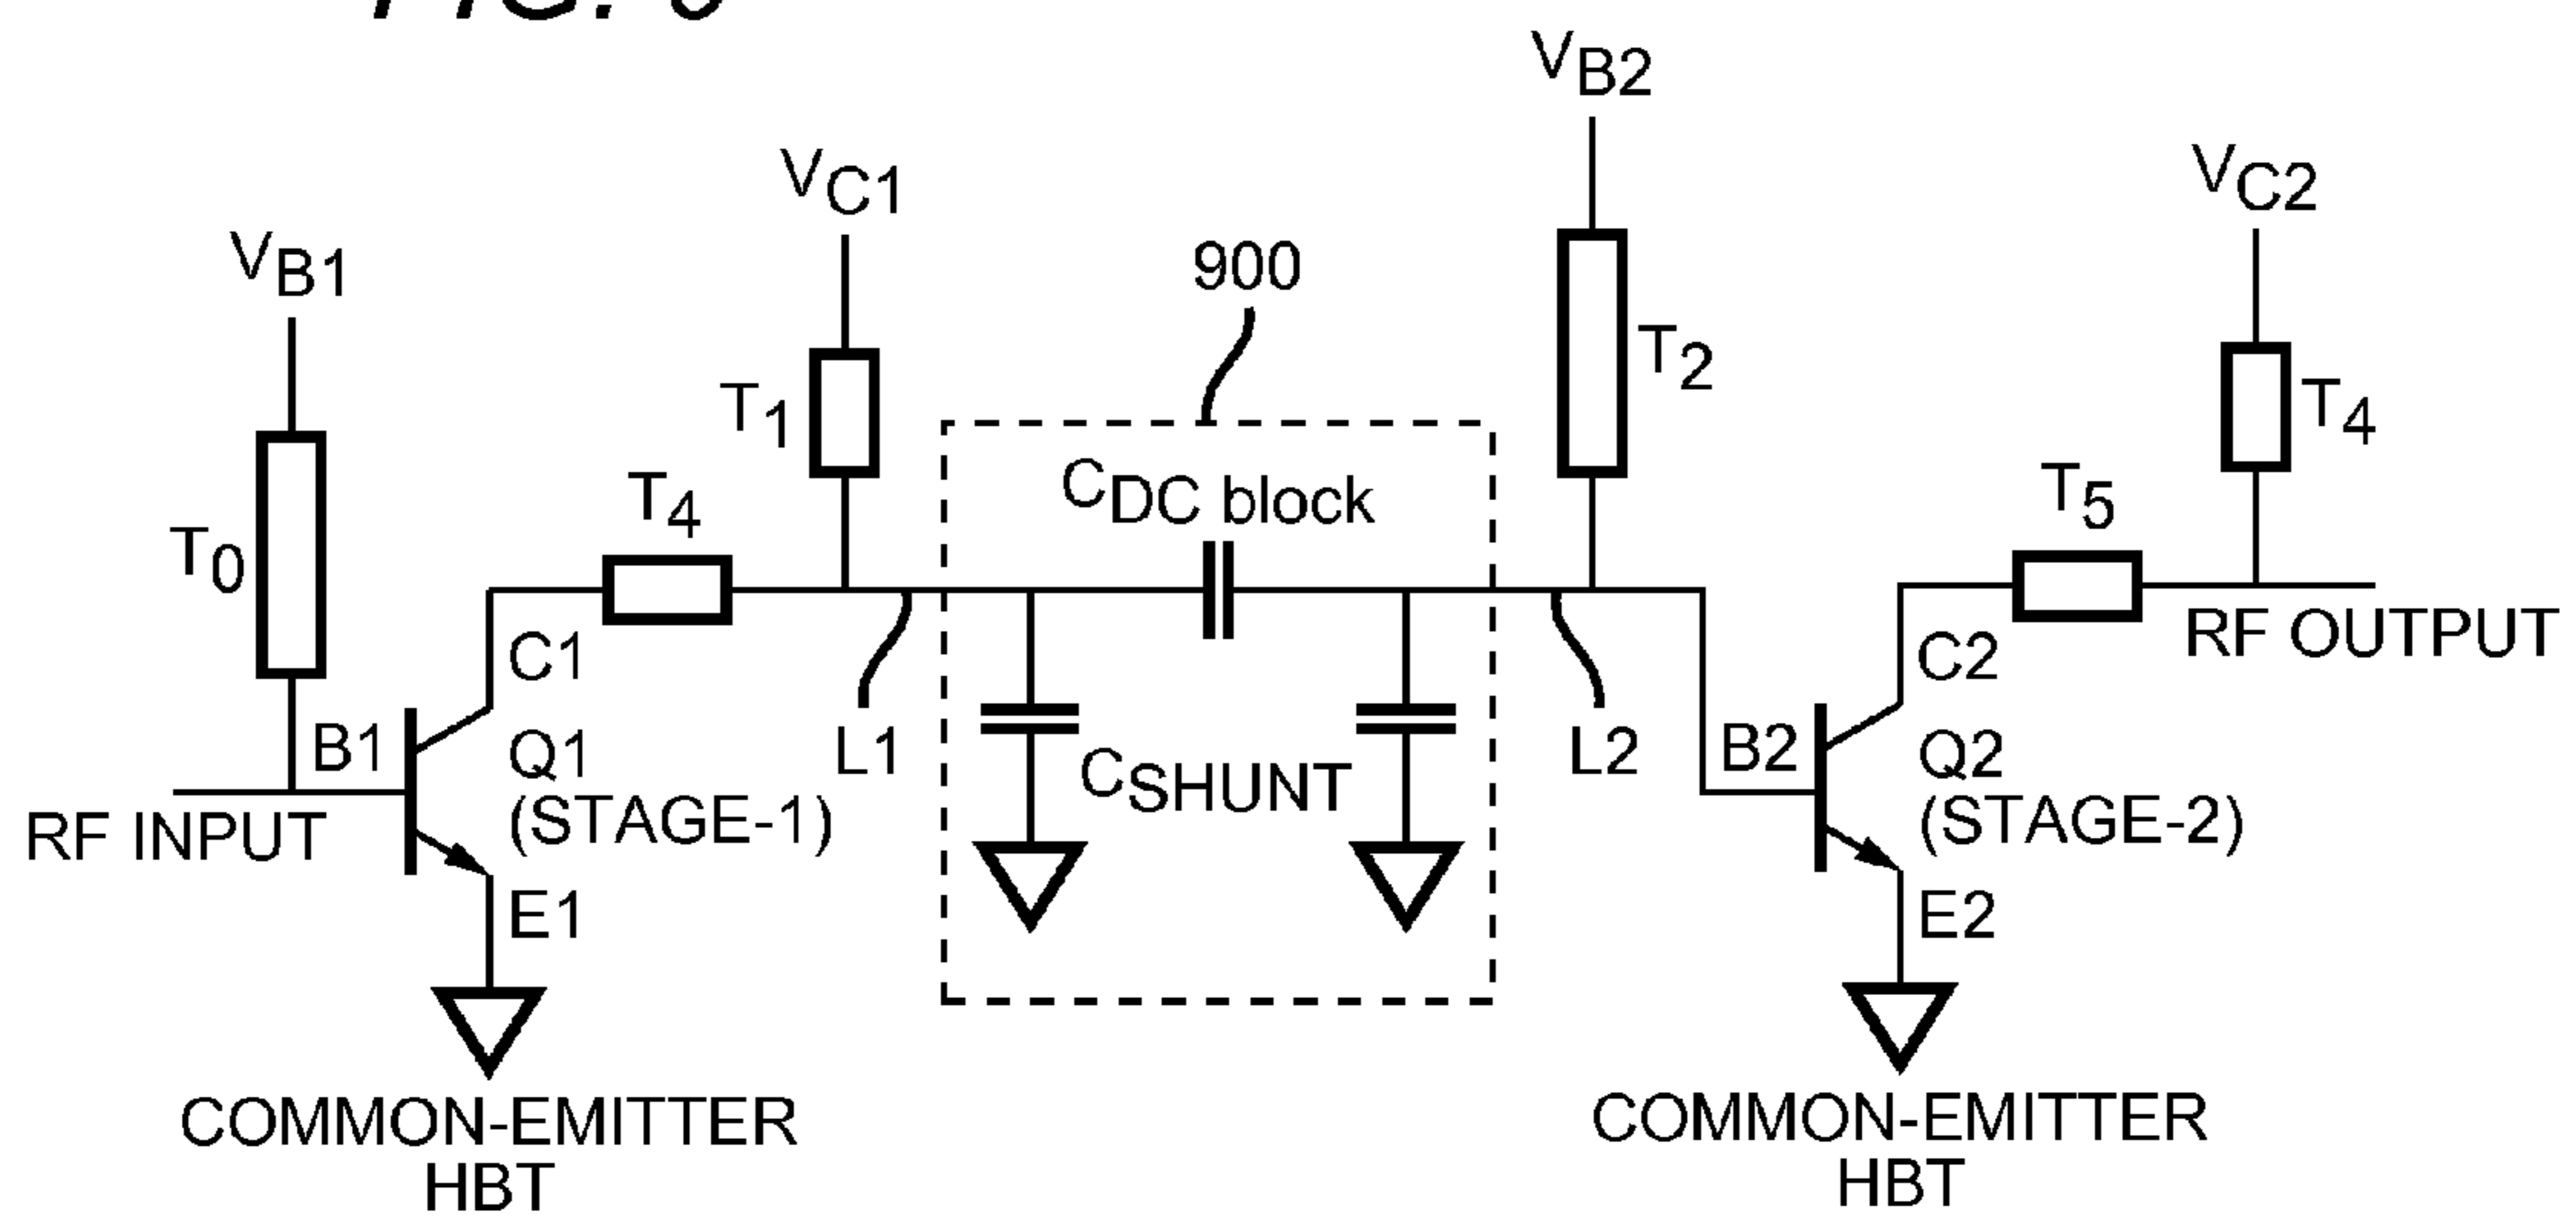 FIG.
VB2
VC1
VC2
VB1
900
T2
T1
T4
CDC block
T4
T5
T0
C1
C2
RF OUTPUT
B1
Q1
(STAGE-1)
L1
CSHUNT
L2
B2
Q2
(STAGE-2)
RF INPUT
E1
E2
COMMON-EMITTER
HBT
COMMON-EMITTER
HBT